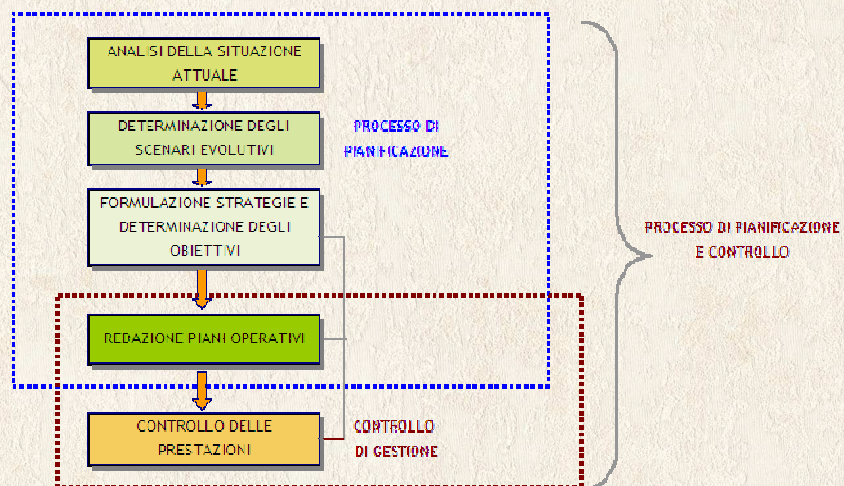 ANALISI DELLA SITUAZIONE
ATTUALE
DETERMINAZIONE DEGLI
SCENARI EVOLUTIVI
PROCESSO DI
PIANIFICAZIONE
FORMULAZIONE STRATEGIE E
DETERMINAZIONE DEGLI
OBIETTIVI
PROCESSO DI PIANIFICAZIONE
E CONTROLLO
REDAZIONE PIANI OPERATIVI
CONTROLLO DELLE
PRESTAZIONI
CONTROLLO
DI GESTIONE